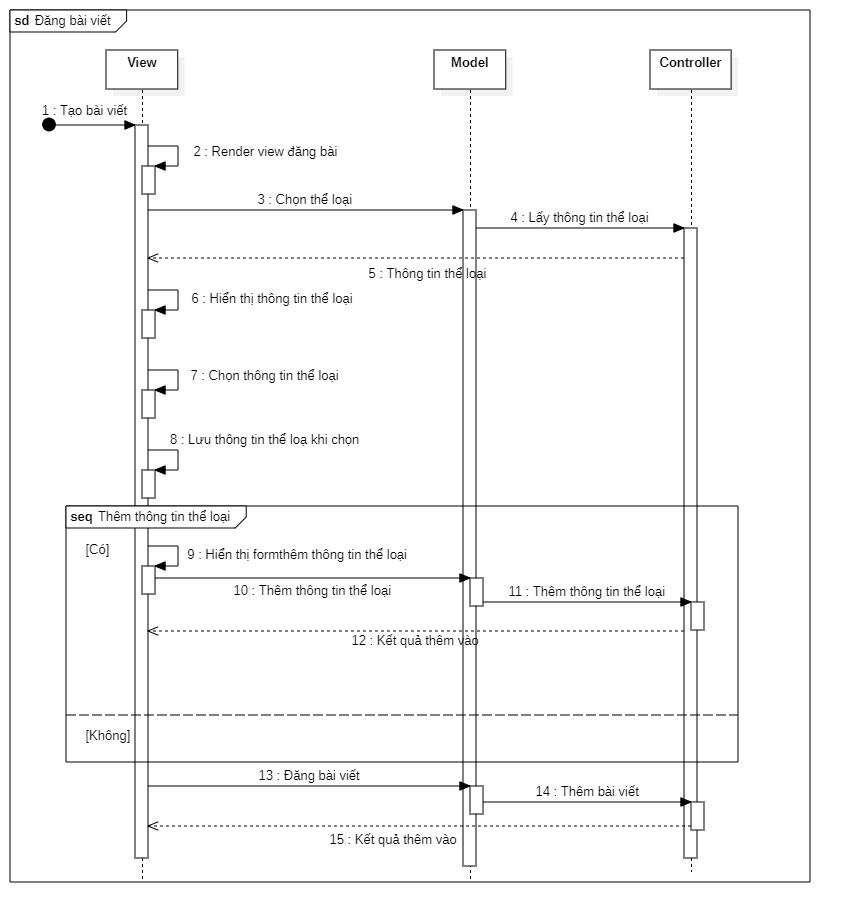 sd Đăng bài viết
View
Model
Controller
1 : Tạo bài viết
2 : Render view đăng bài
3 : Chọn thể loại
4 : Lấy thông tin thể loại
5 : Thông tin thể loại
6 : Hiển thị thông tin thể loại
7 : Chọn thông tin thể loại
8 : Lưu thông tin thể loạ khi chọn
seq Thêm thông tin thể loại
[Có]
9 : Hiển thị formthêm thông tin thể loại
10 : Thêm thông tin thể loại
11 : Thêm thông tin thể loại
12 : Kết quả thêm vào
[Không]
13 : Đăng bài viết
14 : Thêm bài viết
15 : Kết quả thêm vào